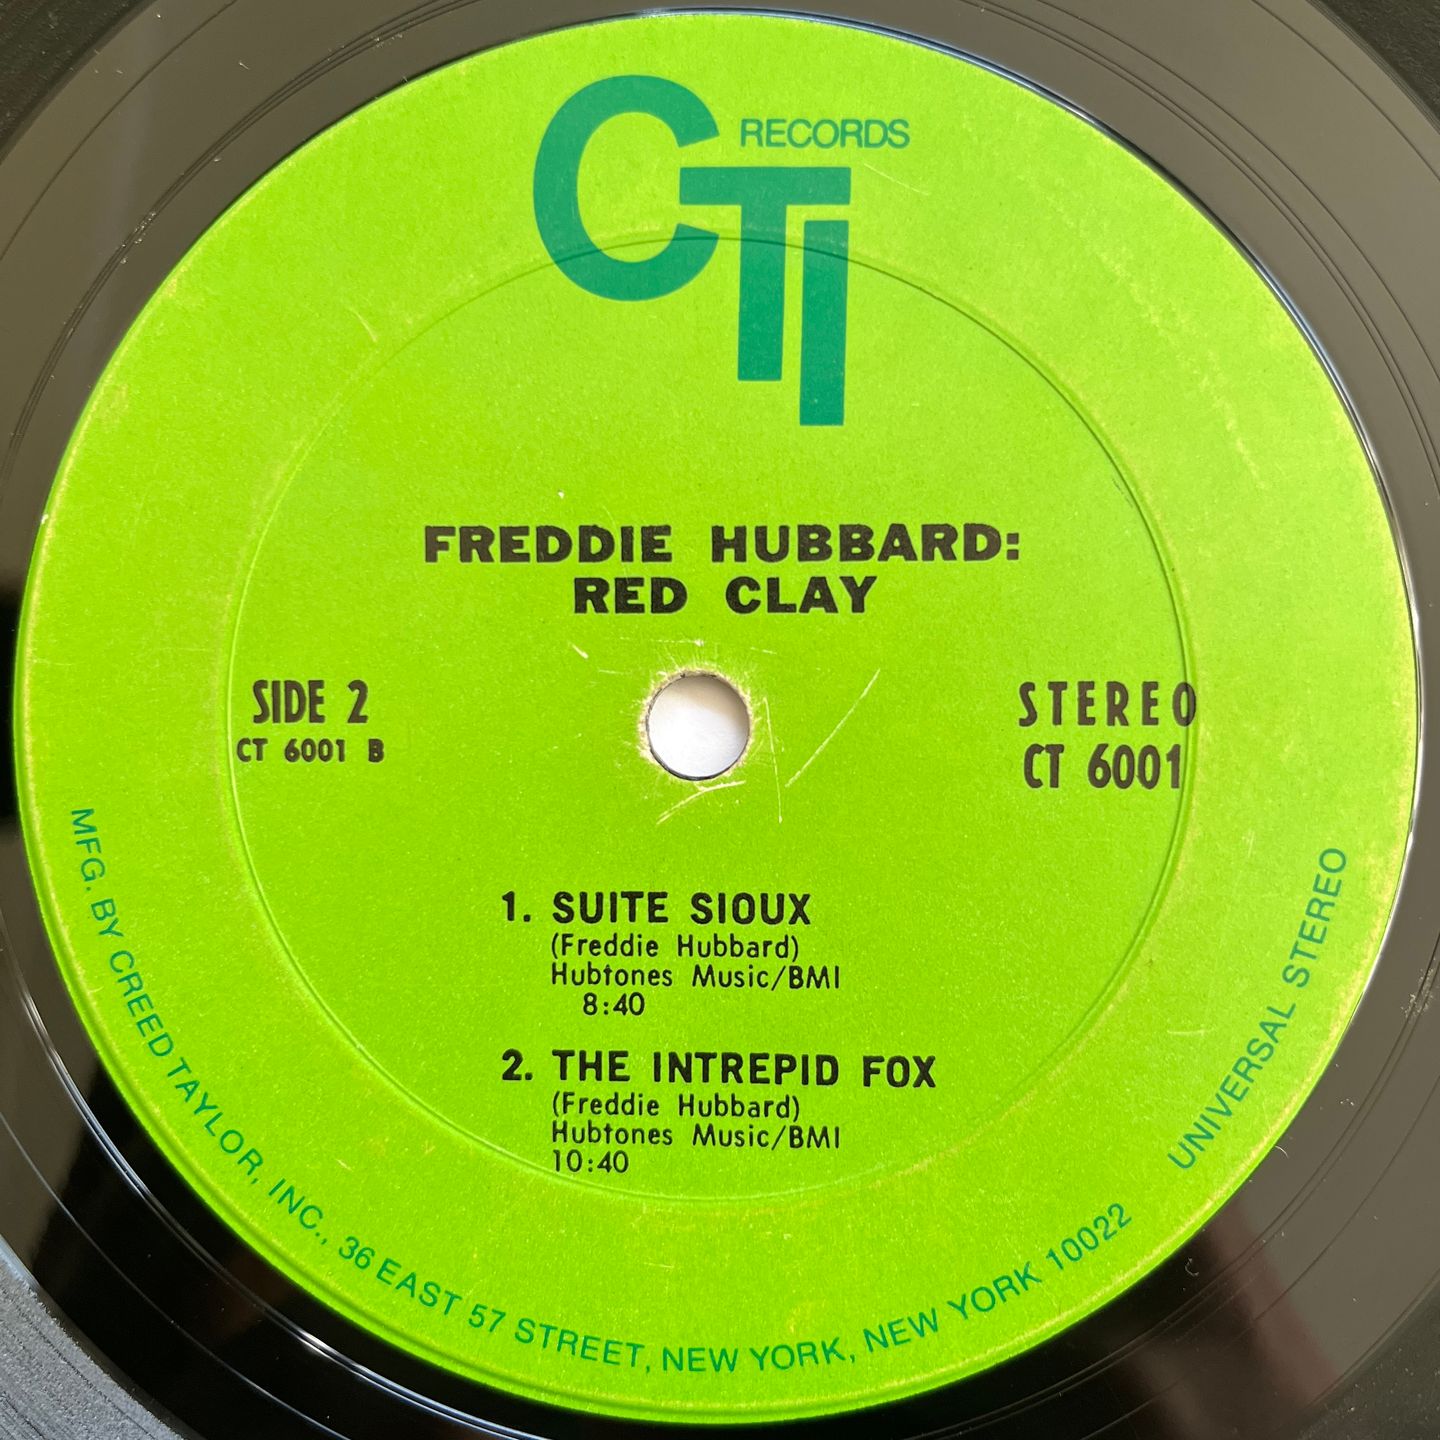 CTI RECORDS
FREDDIE HUBBARD:
RED CLAY
SIDE 2
CT 6001 B
STEREO
CT 6001
1. SUITE SIOUX
(Freddie Hubbard)
Hubtones Music/BMI
8:40
2. THE INTREPID FOX
(Freddie Hubbard)
Hubtones Music/BMI
10:40
MFG. BY CREED TAYLOR, INC., 36 EAST 57 STREET, NEW YORK, NEW YORK 10022
UNIVERSAL STEREO